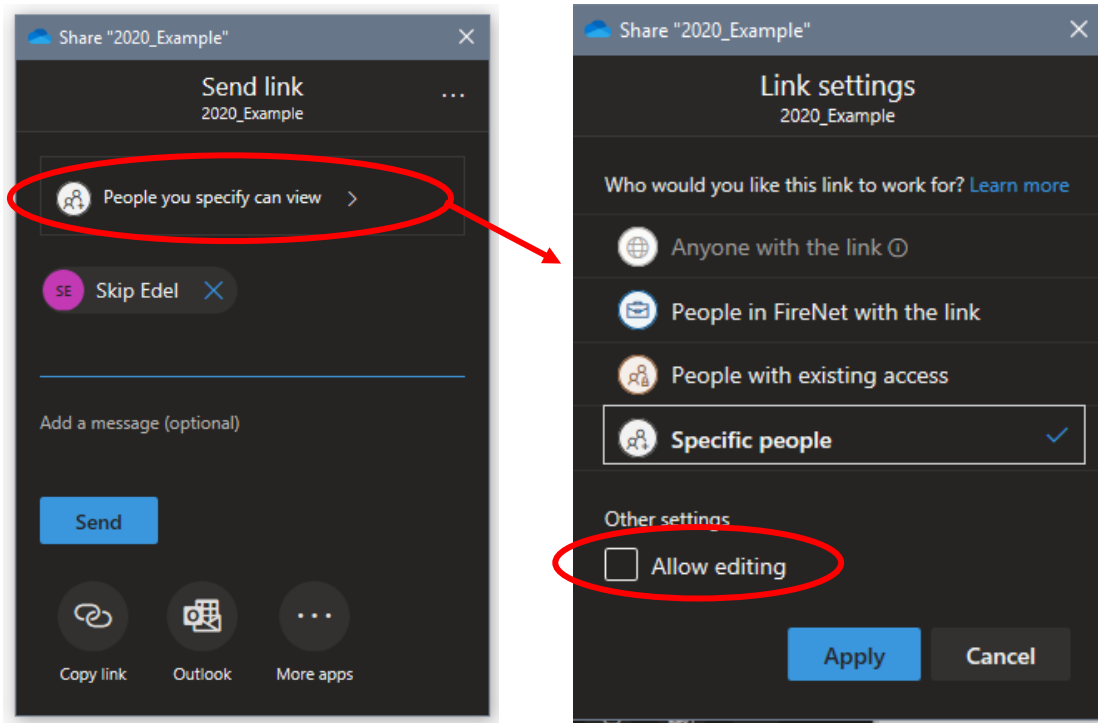 Share "2020_Example"
Send link
2020_Example
People you specify can view
SE Skip Edel
Add a message (optional)
Send
Copy link Outlook More apps
Share "2020_Example"
Link settings
2020_Example
Who would you like this link to work for? Learn more
Anyone with the link
People in FireNet with the link
People with existing access
Specific people
Other settings
Allow editing
Apply Cancel